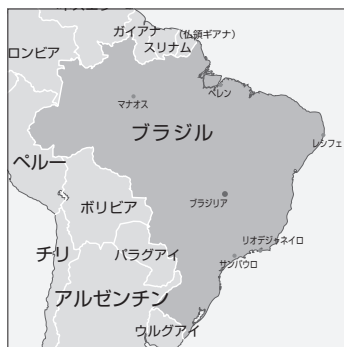 ガイアナ
(仏領ギアナ)
スリナム
ロンビア
ベレン
マナオス
ブラジル
レシフェ
ペルー
ボリビア
ブラジリア
チリ
パラグアイ
リオデジャネイロ
サンパウロ
アルゼンチン
ウルグアイ